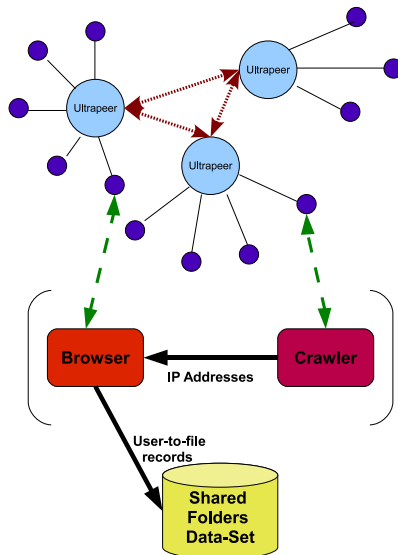 Ultrapeer
Ultrapeer
Ultrapeer
Browser
Crawler
IP Addresses
User-to-file
records
Shared
Folders
Data-Set